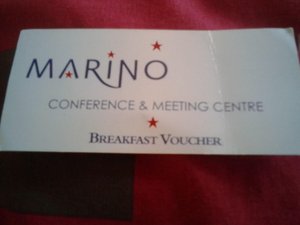 MARINO
CONFERENCE & MEETING CENTRE
BREAKFAST VOUCHER